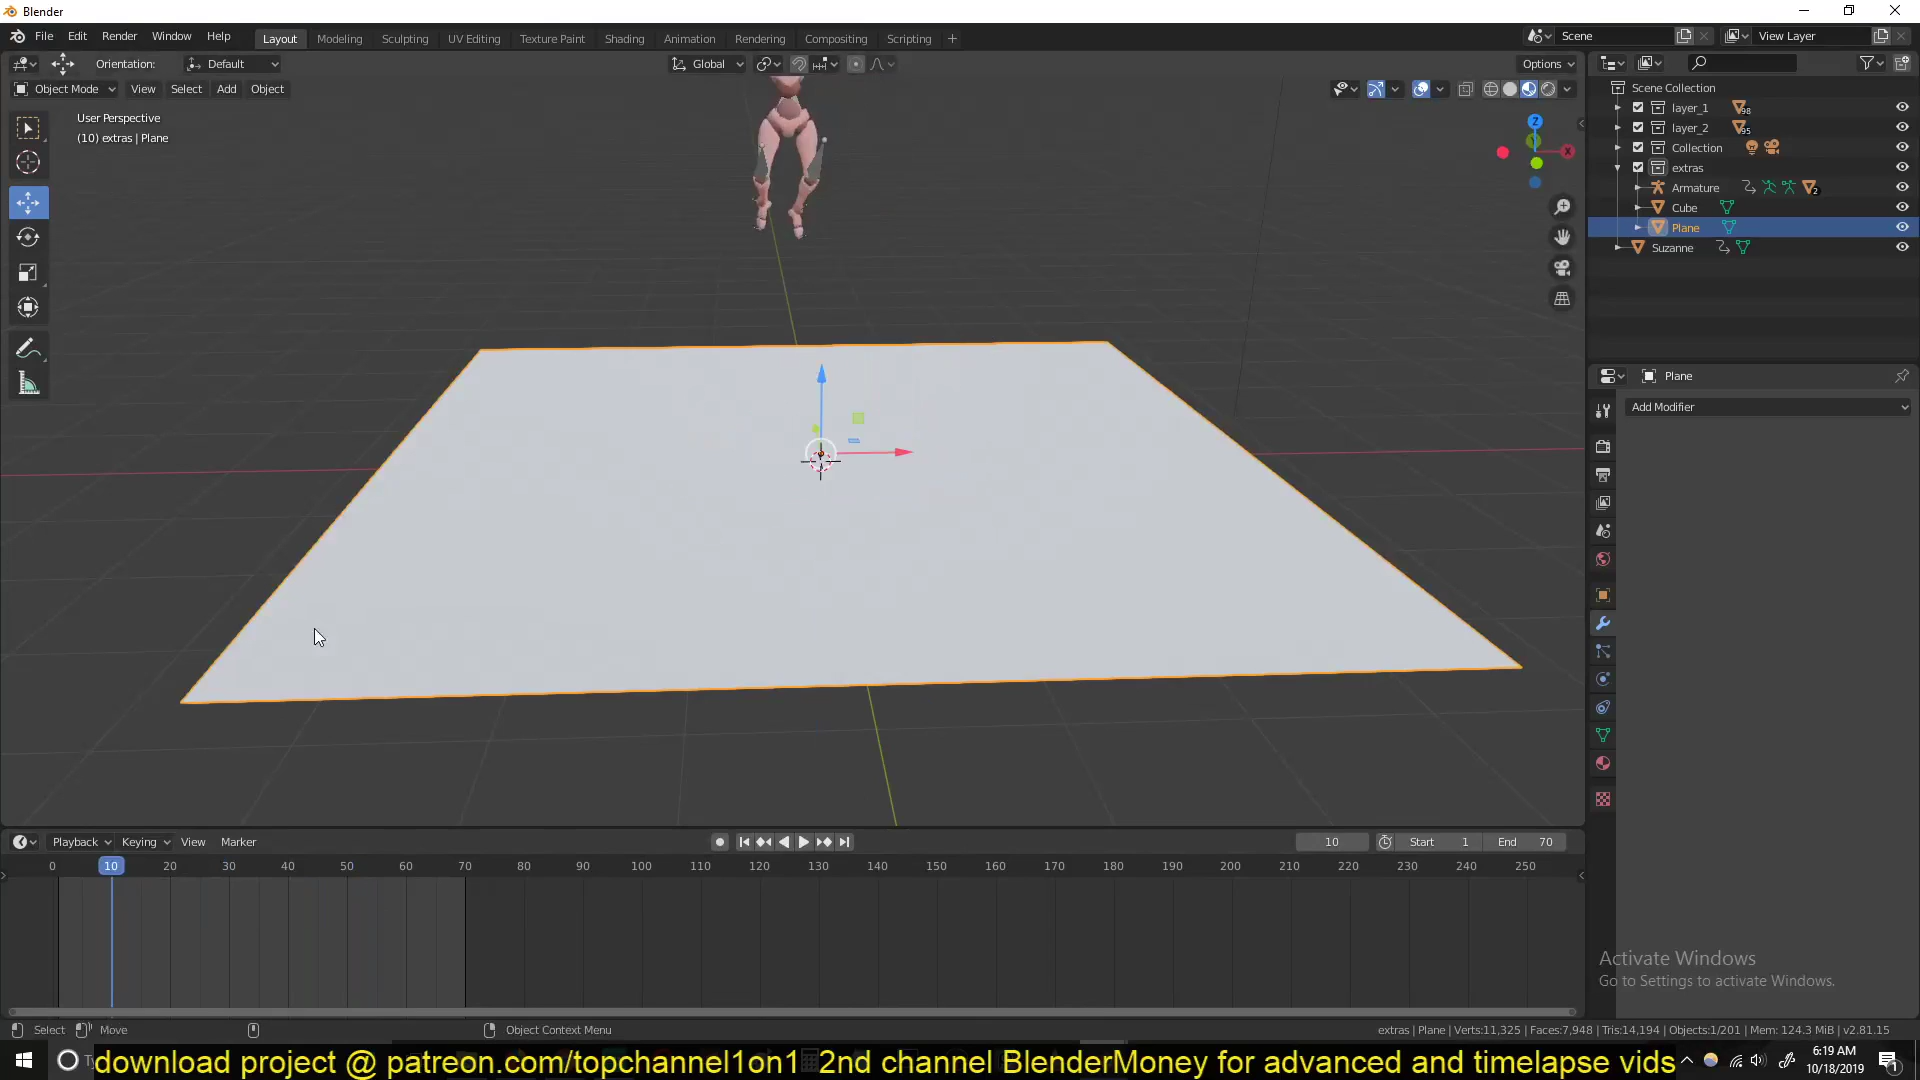 Blender
File Edit Render Window Help Layout Modeling Sculpting UV Editing Texture Paint Shading Animation Rendering Compositing Scripting + Scene View Layer
Orientation: Default Global Options
Object Mode View Select Add Object
User Perspective
(10) extras | Plane
Z
X
Scene Collection
layer_1 98
layer_2 95
Collection
extras
Armature 2
Cube
Plane
Suzanne
Plane
Add Modifier
Playback Keying View Marker 10 Start 1 End 70
0 10 20 30 40 50 60 70 80 90 100 110 120 130 140 150 160 170 180 190 200 210 220 230 240 250
Activate Windows
Go to Settings to activate Windows.
Select Move Object Context Menu extras | Plane | Verts:11,325 | Faces:7,948 | Tris:14,194 | Objects:1/201 | Mem: 124.3 MiB | v2.81.15
download project @ patreon.com/topchannel1on1 2nd channel BlenderMoney for advanced and timelapse vids
6:19 AM
10/18/2019
1